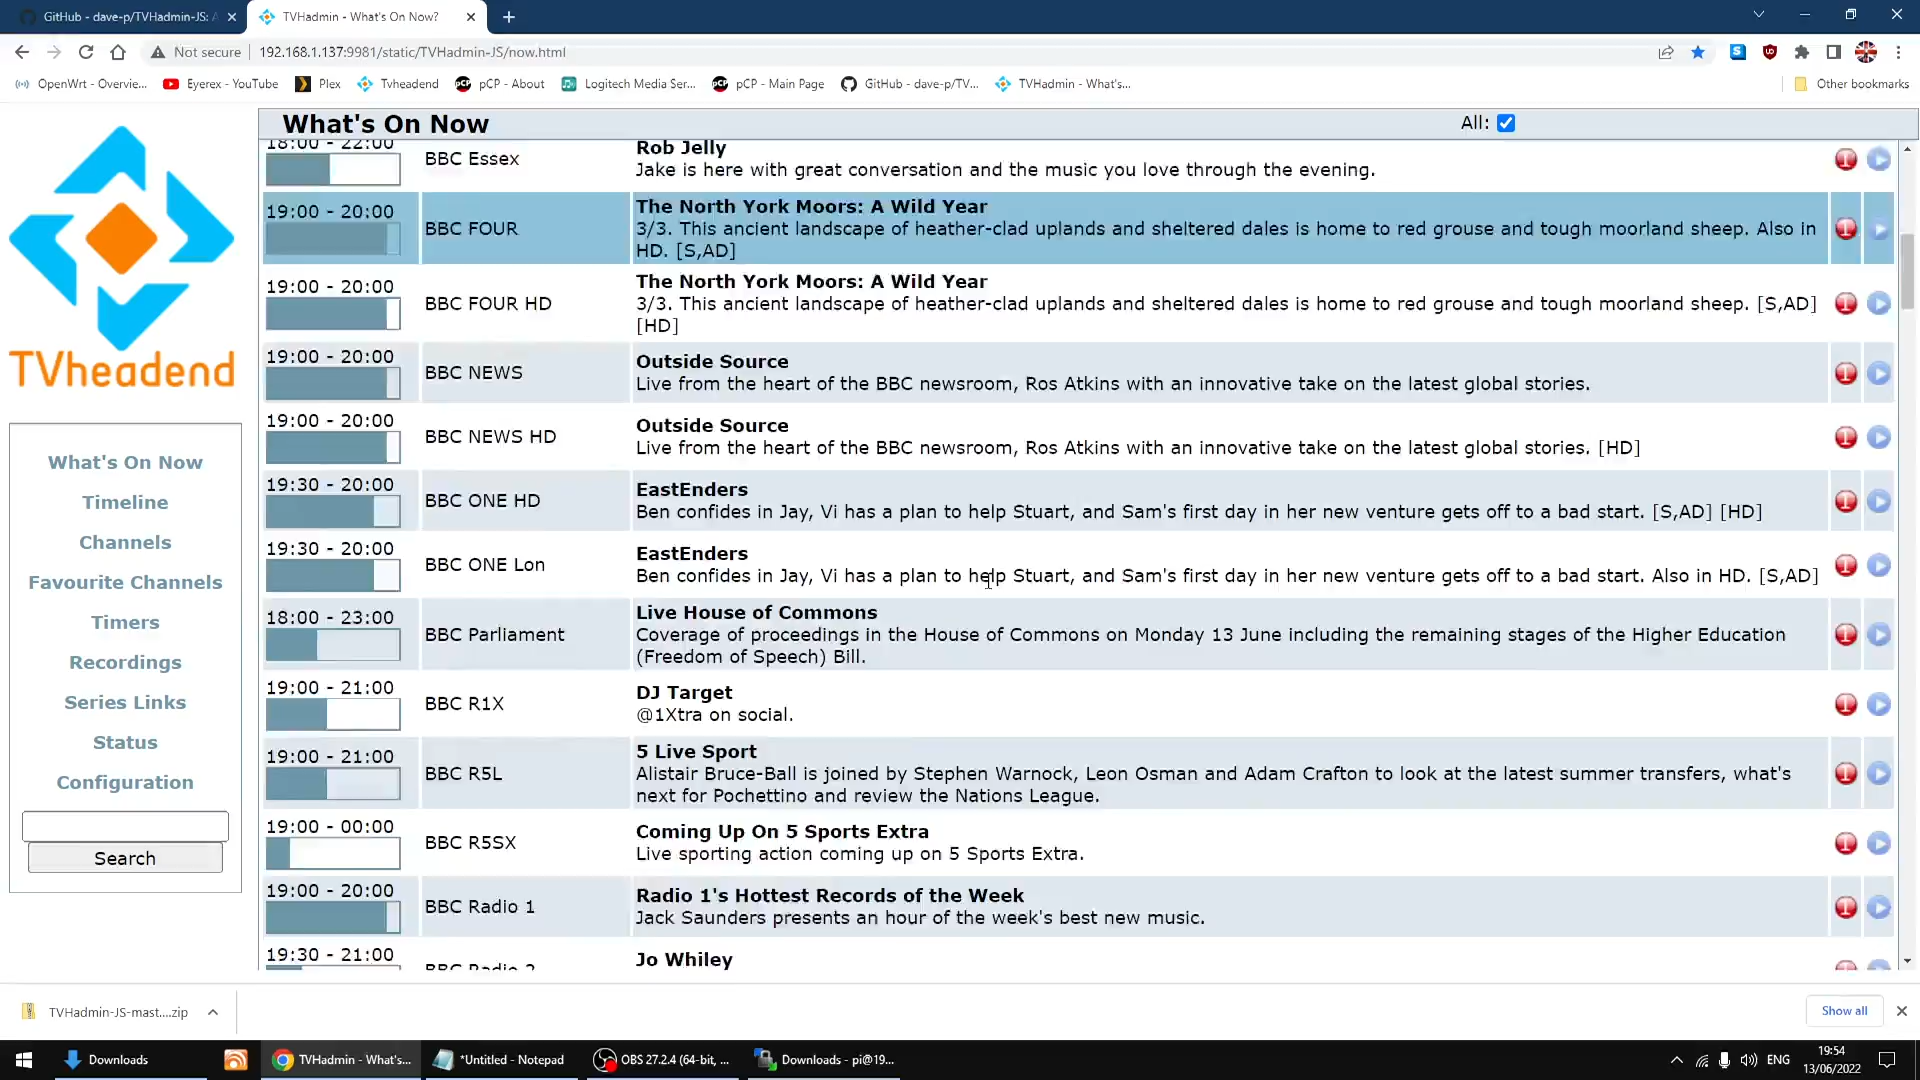 GitHub - dave-p/TVHadmin-JS: A
TVHadmin - What's On Now?
Not secure
192.168.1.137:9981/static/TVHadmin-JS/now.html
OpenWrt - Overvie...
Eyerex - YouTube
Plex
Tvheadend
pCP - About
Logitech Media Ser...
pCP - Main Page
GitHub - dave-p/TV...
TVHadmin - What's...
Other bookmarks
TVheadend
What's On Now
Timeline
Channels
Favourite Channels
Timers
Recordings
Series Links
Status
Configuration
Search
What's On Now
All:
18:00 - 22:00
BBC Essex
Rob Jelly
Jake is here with great conversation and the music you love through the evening.
19:00 - 20:00
BBC FOUR
The North York Moors: A Wild Year
3/3. This ancient landscape of heather-clad uplands and sheltered dales is home to red grouse and tough moorland sheep. Also in
HD. [S,AD]
19:00 - 20:00
BBC FOUR HD
The North York Moors: A Wild Year
3/3. This ancient landscape of heather-clad uplands and sheltered dales is home to red grouse and tough moorland sheep. [S,AD]
[HD]
19:00 - 20:00
BBC NEWS
Outside Source
Live from the heart of the BBC newsroom, Ros Atkins with an innovative take on the latest global stories.
19:00 - 20:00
BBC NEWS HD
Outside Source
Live from the heart of the BBC newsroom, Ros Atkins with an innovative take on the latest global stories. [HD]
19:30 - 20:00
BBC ONE HD
EastEnders
Ben confides in Jay, Vi has a plan to help Stuart, and Sam's first day in her new venture gets off to a bad start. [S,AD] [HD]
19:30 - 20:00
BBC ONE Lon
EastEnders
Ben confides in Jay, Vi has a plan to help Stuart, and Sam's first day in her new venture gets off to a bad start. Also in HD. [S,AD]
18:00 - 23:00
BBC Parliament
Live House of Commons
Coverage of proceedings in the House of Commons on Monday 13 June including the remaining stages of the Higher Education
(Freedom of Speech) Bill.
19:00 - 21:00
BBC R1X
DJ Target
@1Xtra on social.
19:00 - 21:00
BBC R5L
5 Live Sport
Alistair Bruce-Ball is joined by Stephen Warnock, Leon Osman and Adam Crafton to look at the latest summer transfers, what's
next for Pochettino and review the Nations League.
19:00 - 00:00
BBC R5SX
Coming Up On 5 Sports Extra
Live sporting action coming up on 5 Sports Extra.
19:00 - 20:00
BBC Radio 1
Radio 1's Hottest Records of the Week
Jack Saunders presents an hour of the week's best new music.
19:30 - 21:00
BBC Radio 2
Jo Whiley
TVHadmin-JS-mast....zip
Show all
Downloads
TVHadmin - What's...
*Untitled - Notepad
OBS 27.2.4 (64-bit, ...
Downloads - pi@19...
ENG
19:54
13/06/2022